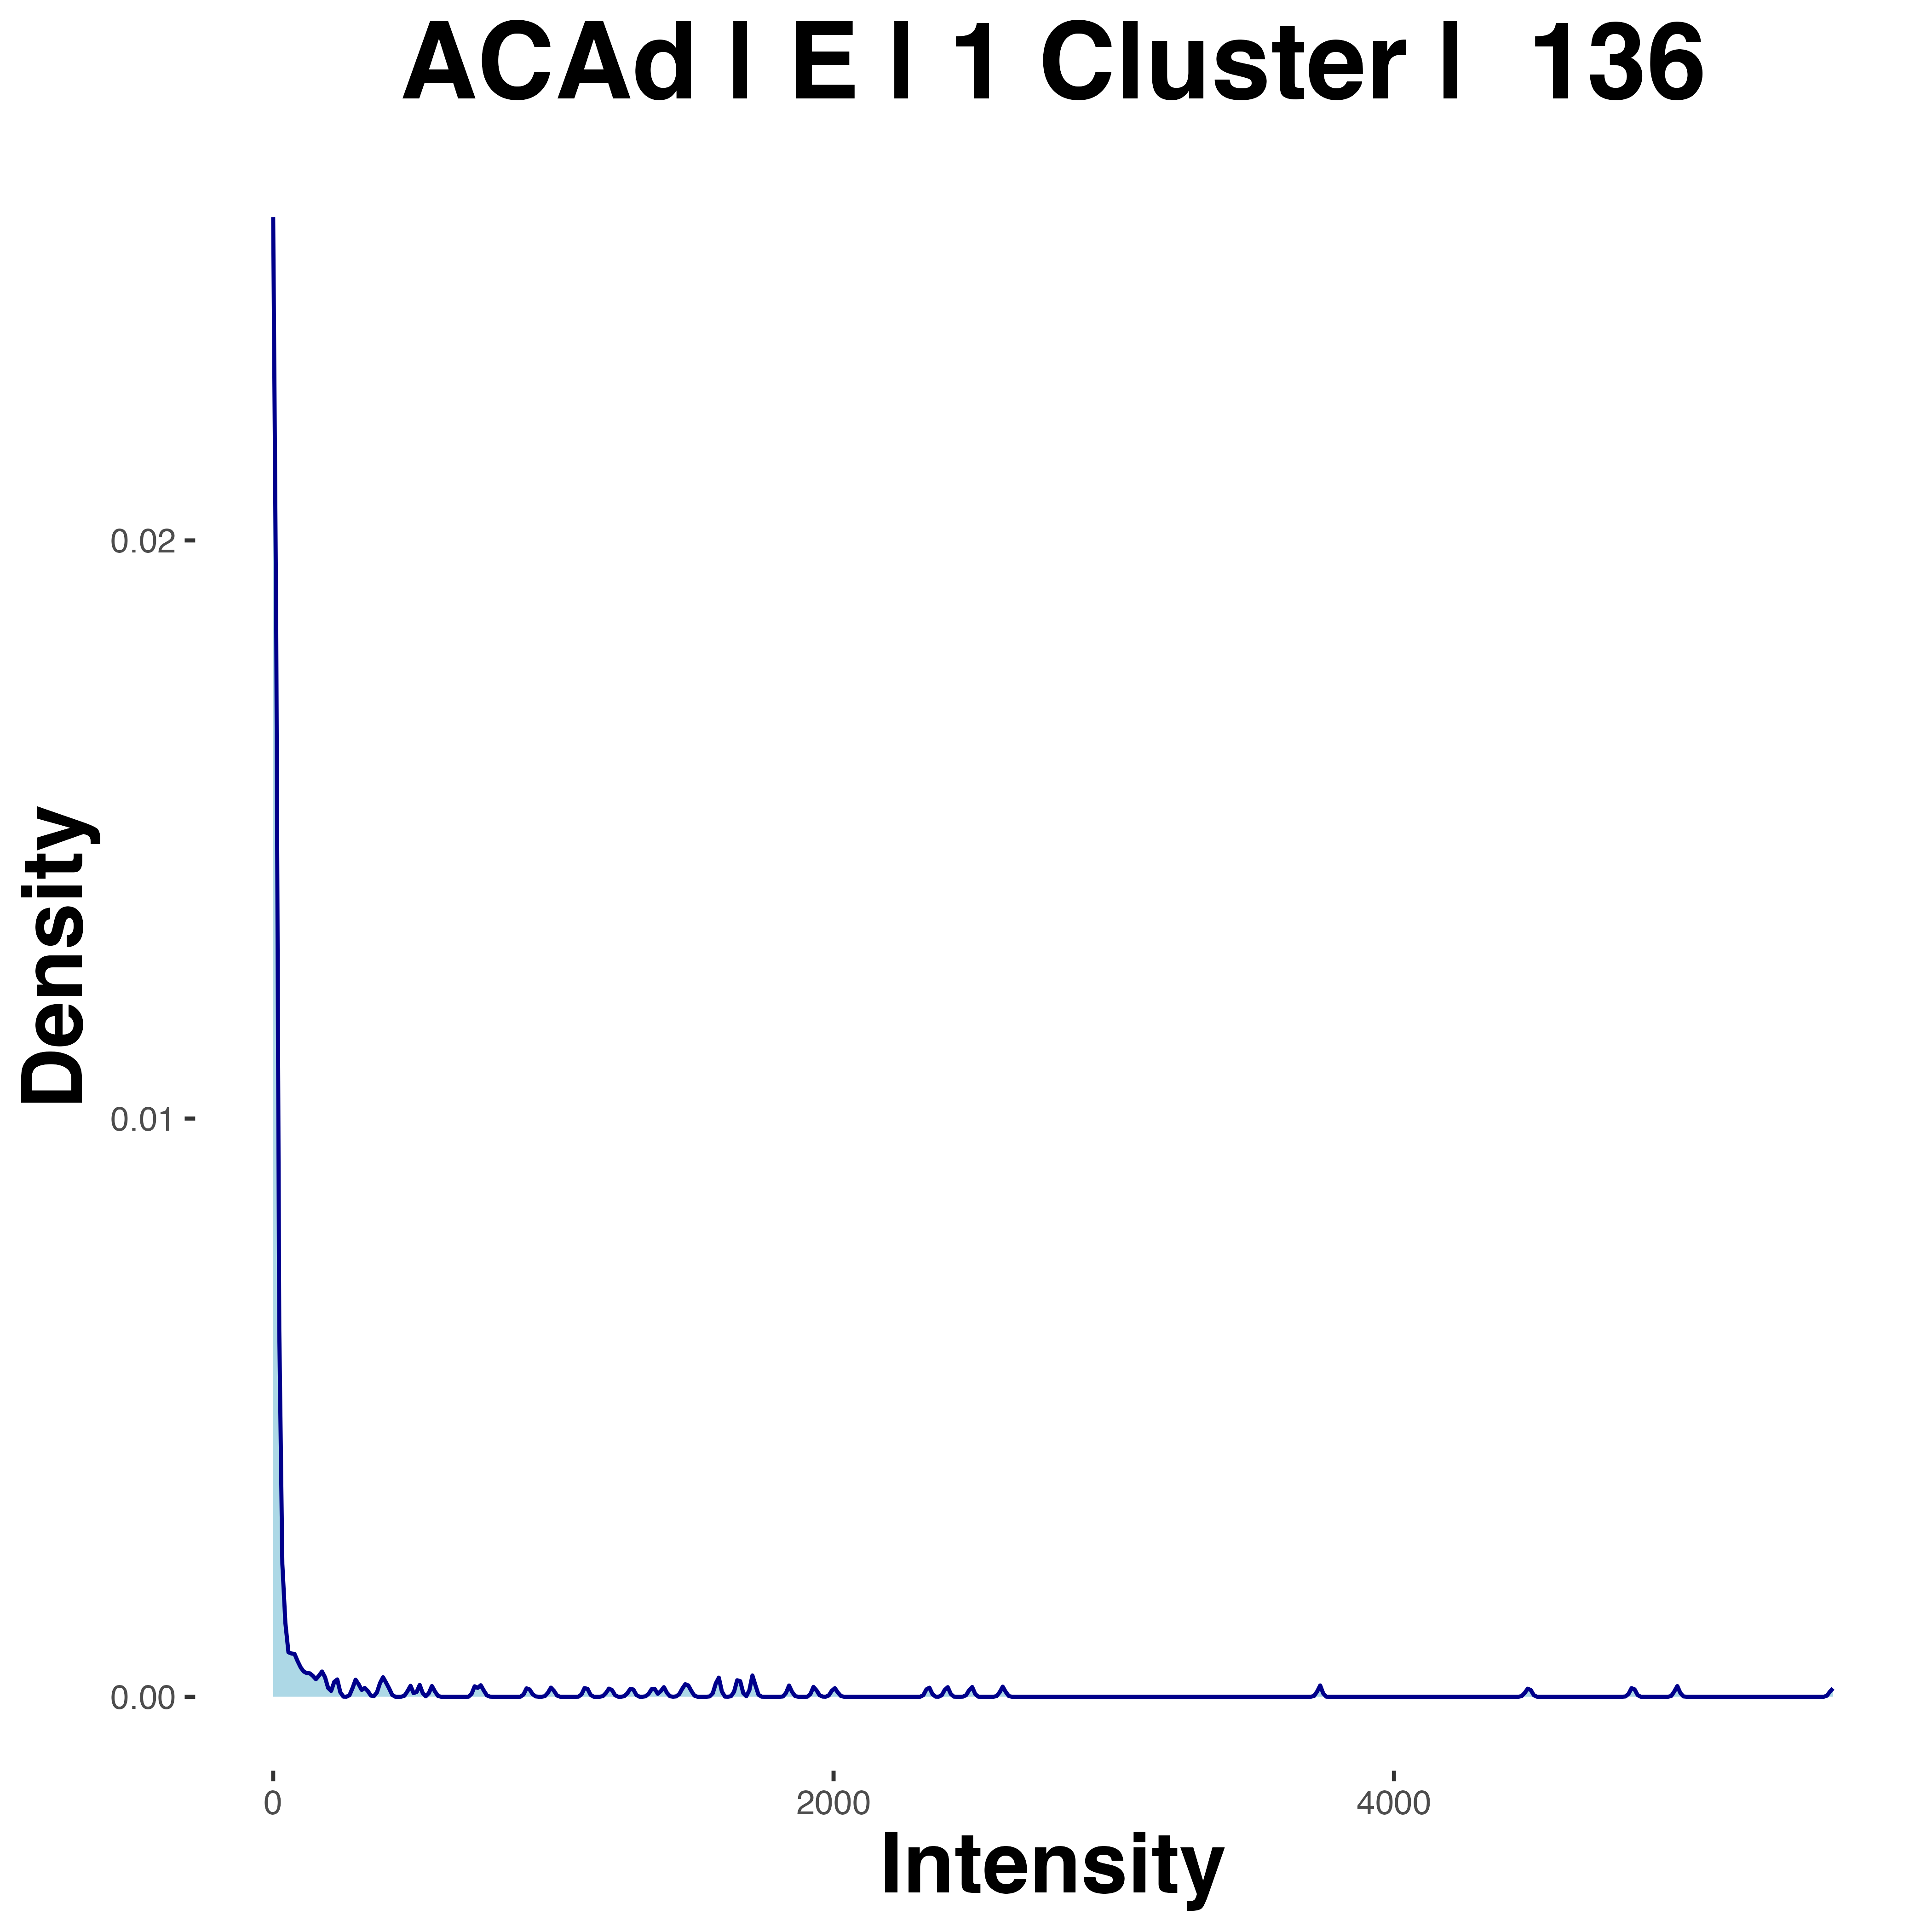 ACAd | E | 1 Cluster | 136
Density
0.02
0.01
0.00
0 2000 4000
Intensity